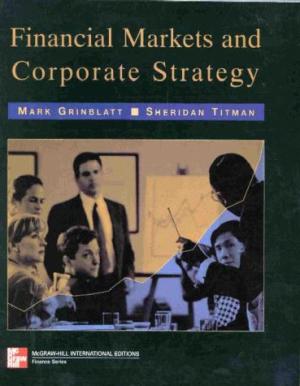 Financial Markets and
Corporate Strategy
MARK GRINBLATT ■ SHERIDAN TITMAN
McGRAW-HILL INTERNATIONAL EDITIONS
Finance Series